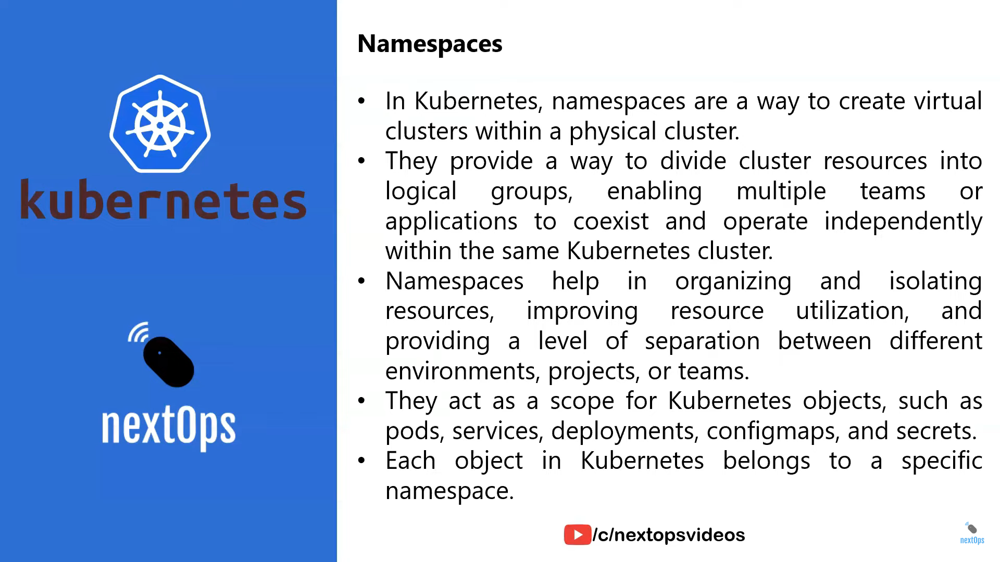 kubernetes
nextOps
Namespaces
• In Kubernetes, namespaces are a way to create virtual
clusters within a physical cluster.
• They provide a way to divide cluster resources into
logical groups, enabling multiple teams or
applications to coexist and operate independently
within the same Kubernetes cluster.
• Namespaces help in organizing and isolating
resources, improving resource utilization, and
providing a level of separation between different
environments, projects, or teams.
• They act as a scope for Kubernetes objects, such as
pods, services, deployments, configmaps, and secrets.
• Each object in Kubernetes belongs to a specific
namespace.
/c/nextopsvideos
nextOps